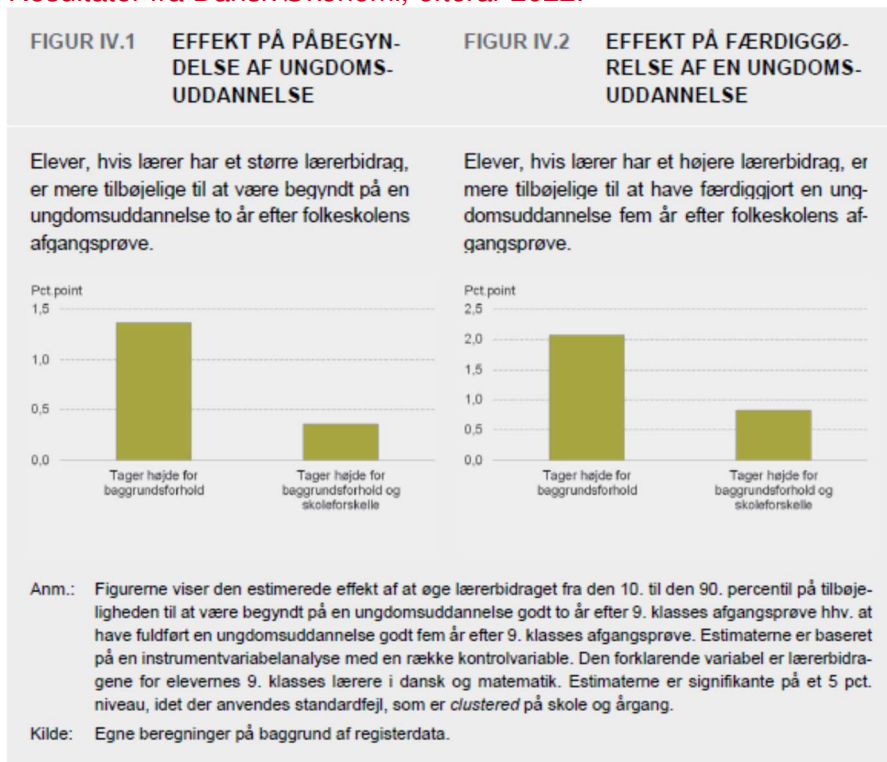 Resultater fra Dansk Økonomi, efterår 2022:
FIGUR IV.1 EFFEKT PÅ PÅBEGYN-
DELSE AF UNGDOMS-
UDDANNELSE
Elever, hvis lærer har et større lærerbidrag,
er mere tilbøjelige til at være begyndt på en
ungdomsuddannelse to år efter folkeskolens
afgangsprøve.
Pct.point
1,5
1,0
0,5
0,0
Tager højde for
baggrundsforhold
Tager højde for
baggrundsforhold og
skoleforskelle
FIGUR IV.2 EFFEKT PÅ FÆRDIGGØ-
RELSE AF EN UNGDOMS-
UDDANNELSE
Elever, hvis lærer har et højere lærerbidrag, er
mere tilbøjelige til at have færdiggjort en ung-
domsuddannelse fem år efter folkeskolens af-
gangsprøve.
Pct.point
2,5
2,0
1,5
1,0
0,5
0,0
Tager højde for
baggrundsforhold
Tager højde for
baggrundsforhold og
skoleforskelle
Anm.: Figurerne viser den estimerede effekt af at øge lærerbidraget fra den 10. til den 90. percentil på tilbøje-
ligheden til at være begyndt på en ungdomsuddannelse godt to år efter 9. klasses afgangsprøve hhv. at
have fuldført en ungdomsuddannelse godt fem år efter 9. klasses afgangsprøve. Estimaterne er baseret
på en instrumentvariabelanalyse med en række kontrolvariable. Den forklarende variabel er lærerbidra-
gene for elevernes 9. klasses lærere i dansk og matematik. Estimaterne er signifikante på et 5 pct.
niveau, idet der anvendes standardfejl, som er clustered på skole og årgang.
Kilde: Egne beregninger på baggrund af registerdata.